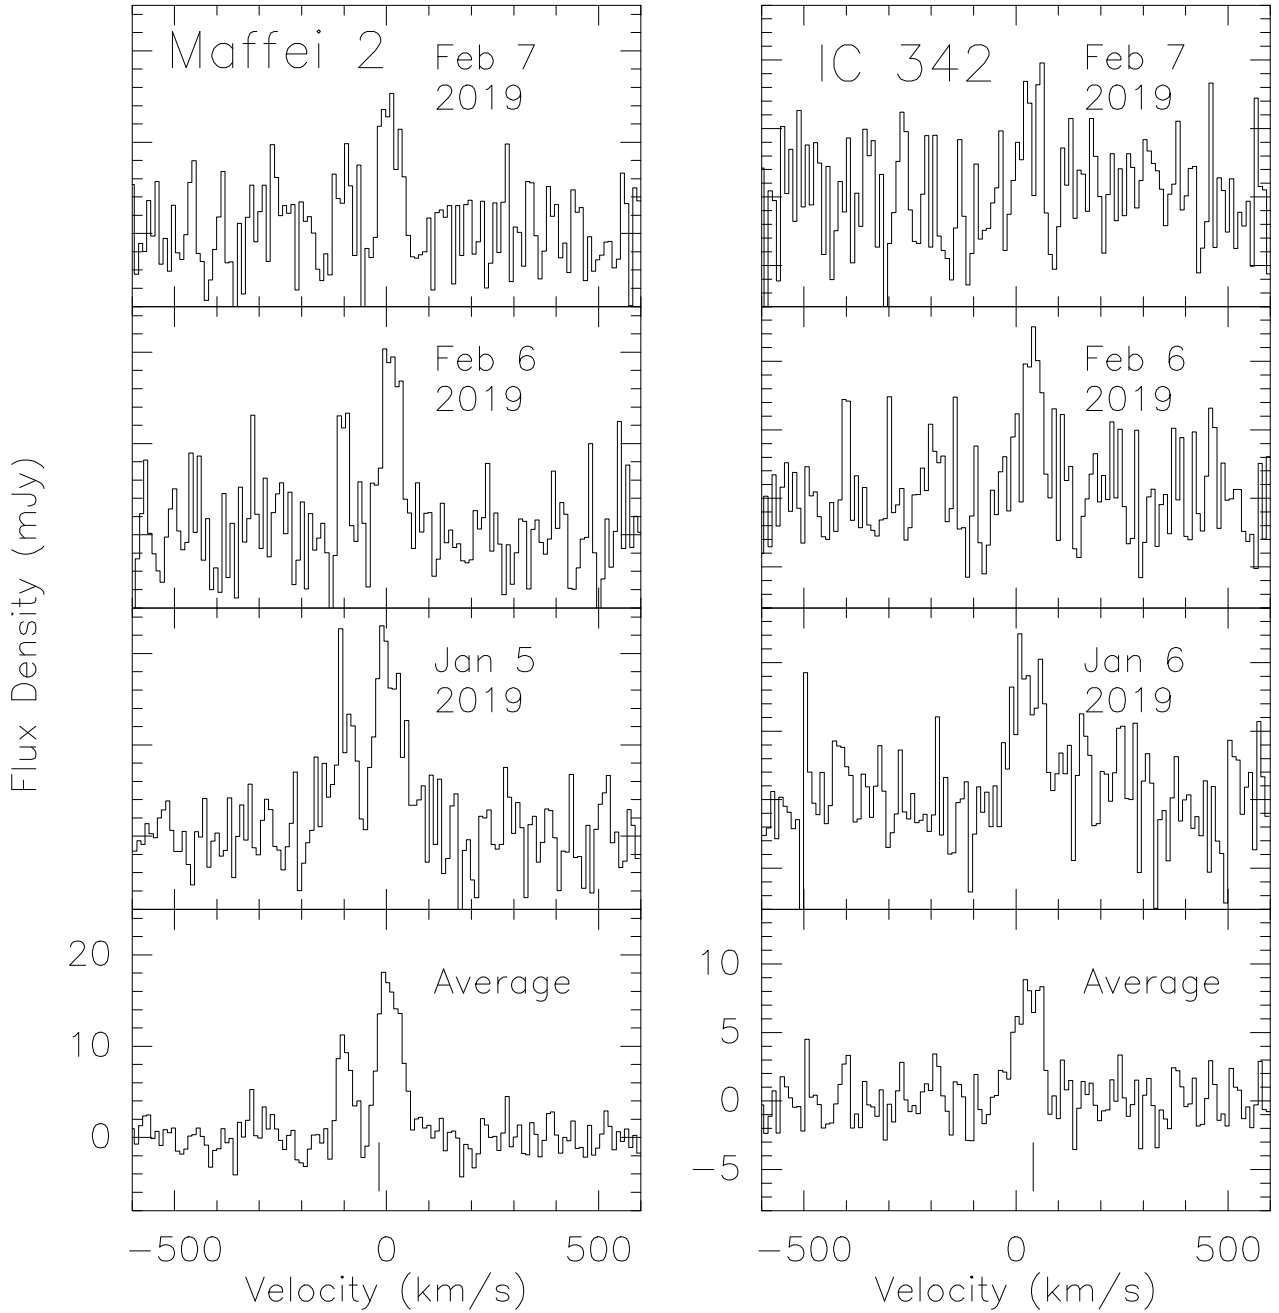 Maffei 2
Feb 7
2019
Feb 6
2019
Jan 5
2019
Average
20
10
0
-500 0 500
Velocity (km/s)
Flux Density (mJy)
IC 342
Feb 7
2019
Feb 6
2019
Jan 6
2019
Average
10
5
0
-5
-500 0 500
Velocity (km/s)